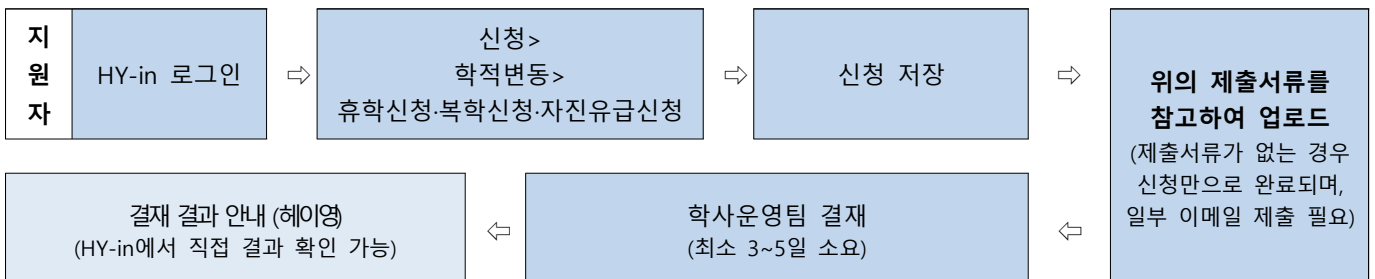 지
원
자
HY-in 로그인
⇨
신청>
학적변동>
휴학신청·복학신청·자진유급신청
⇨
신청 저장
⇨
위의 제출서류를
참고하여 업로드
(제출서류가 없는 경우
신청만으로 완료되며,
일부 이메일 제출 필요)
⇦
학사운영팀 결재
(최소 3~5일 소요)
⇦
결재 결과 안내 (헤이영)
(HY-in에서 직접 결과 확인 가능)